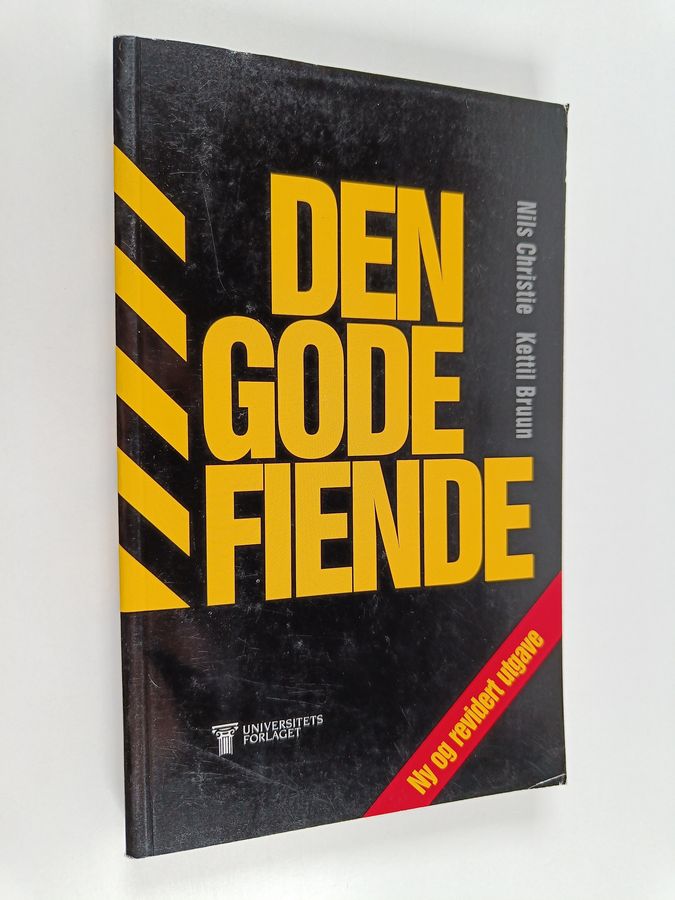 DEN
GODE
FIENDE
Nils Christie Kettil Bruun
Ny og revidert utgave
UNIVERSITETS
FORLAGET